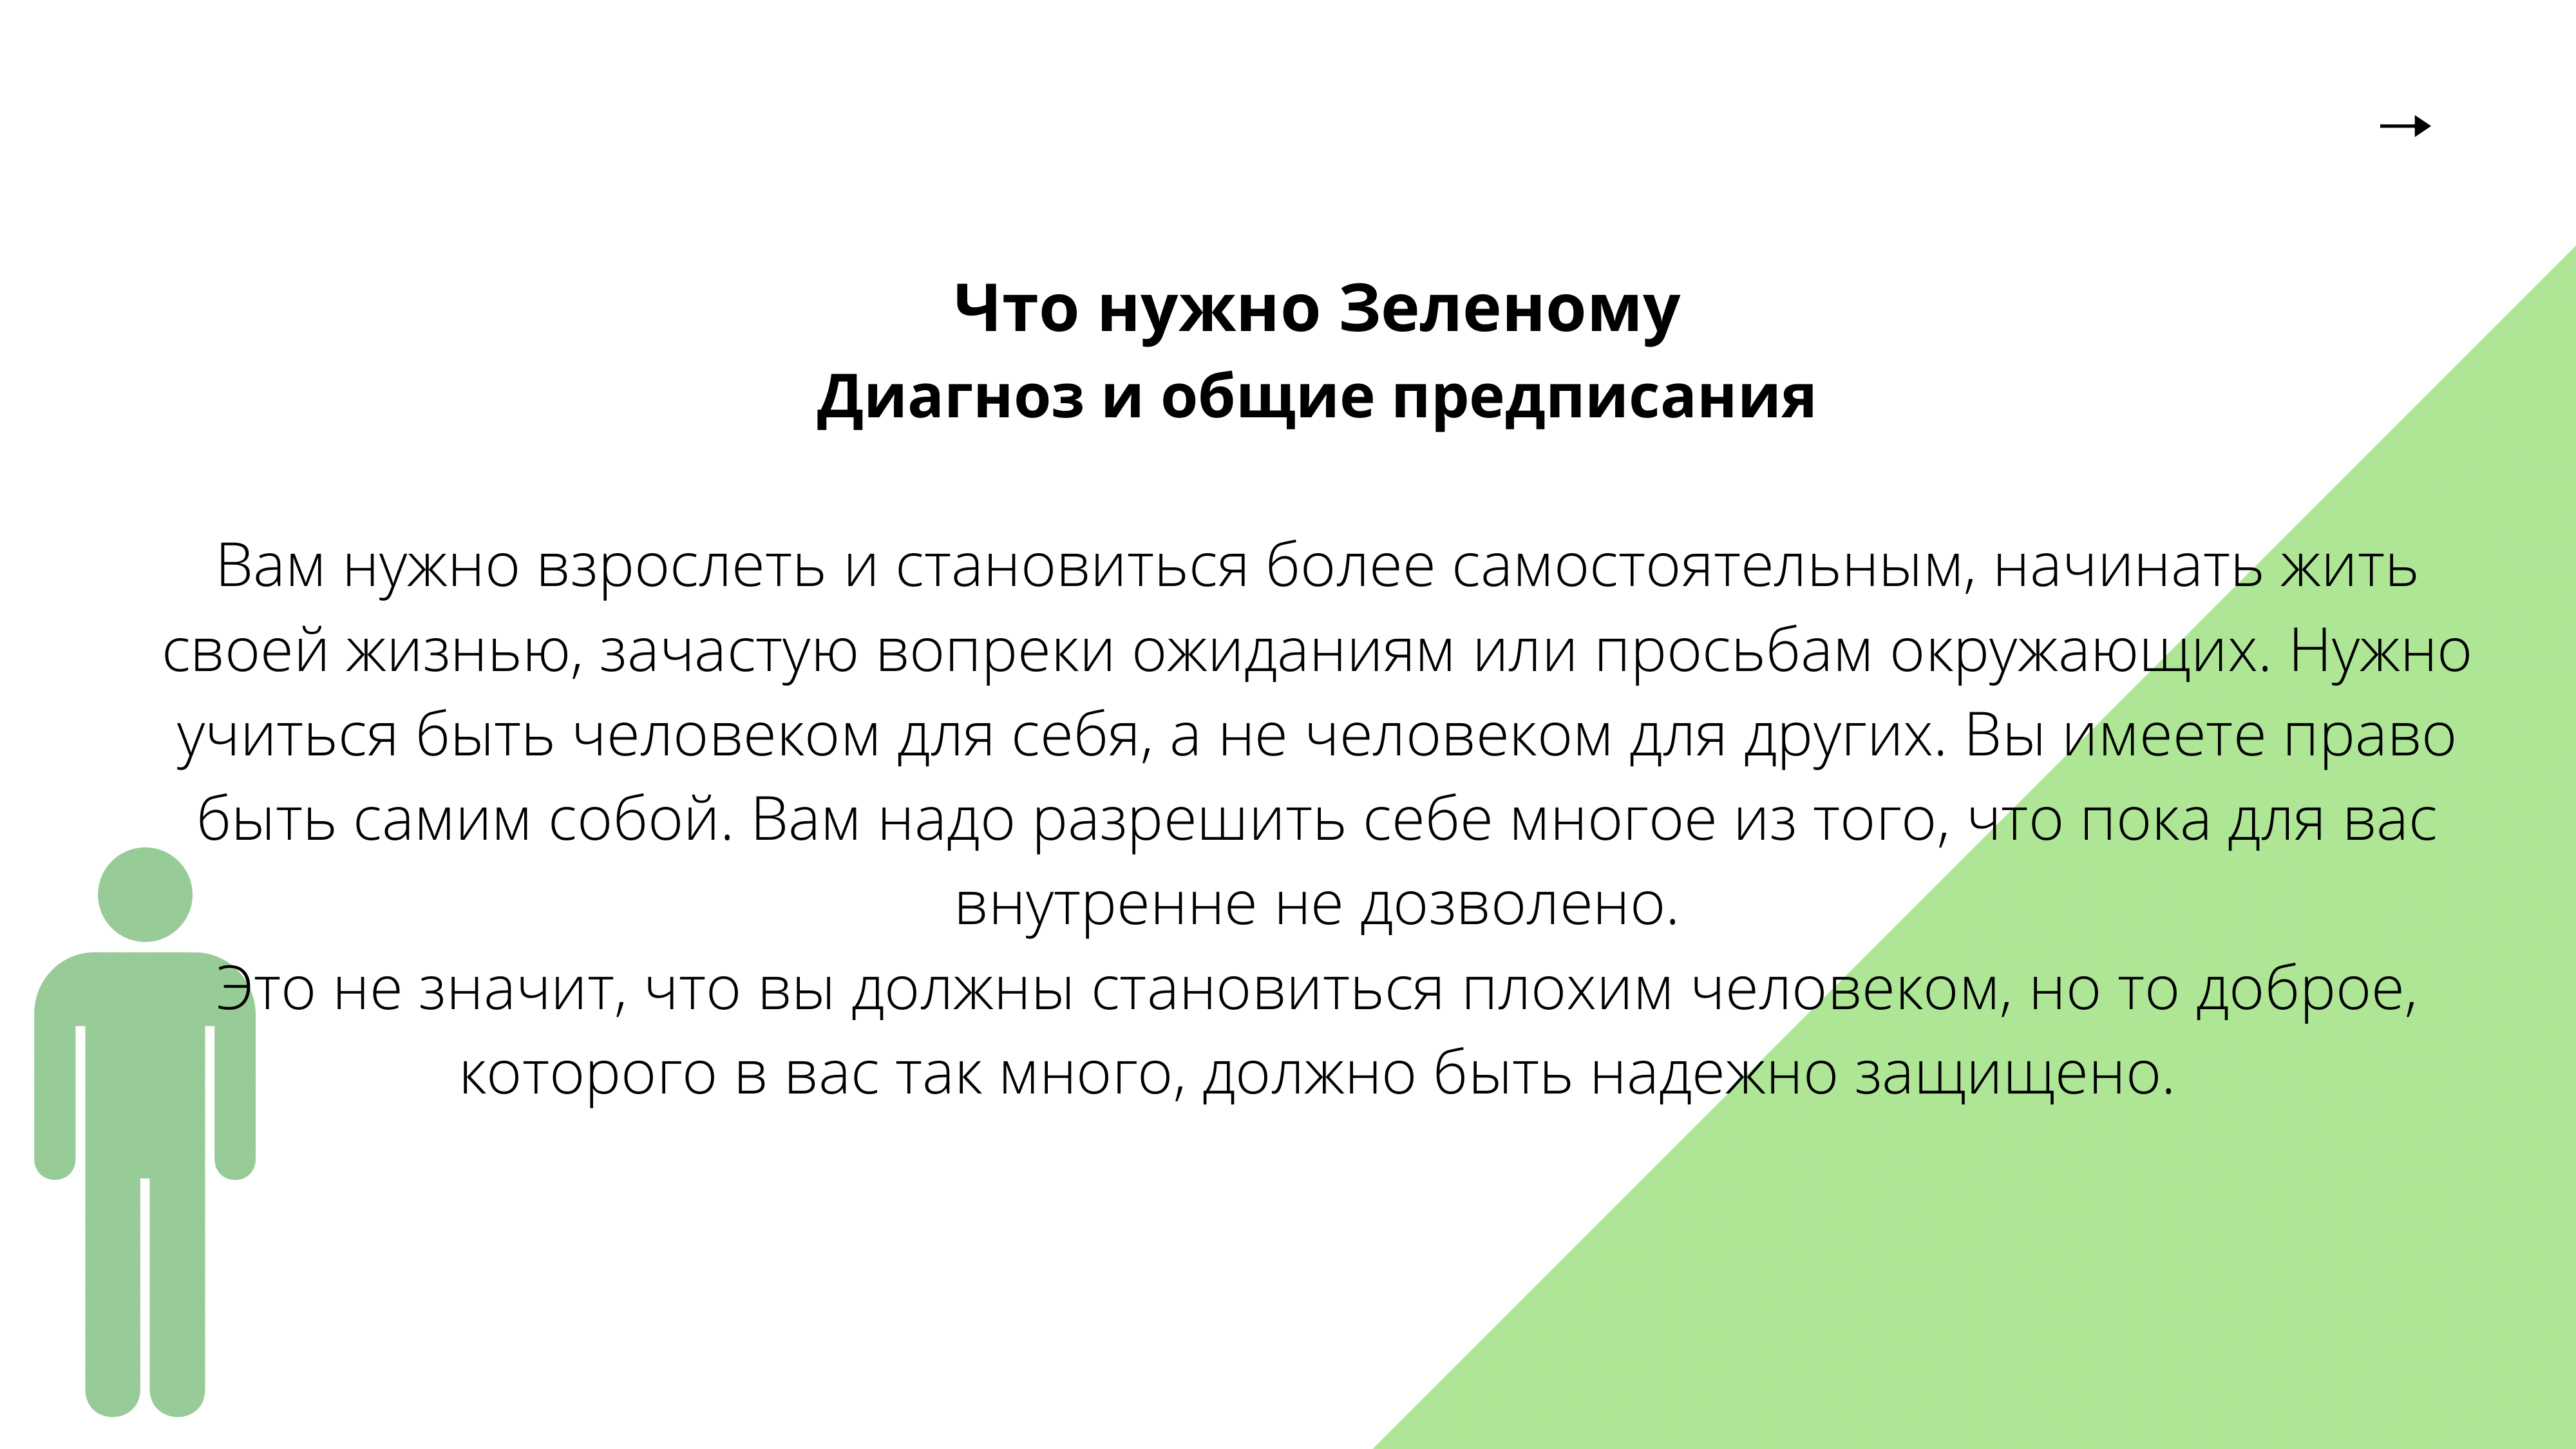 Что нужно Зеленому
Диагноз и общие предписания
Вам нужно взрослеть и становиться более самостоятельным, начинать жить
своей жизнью, зачастую вопреки ожиданиям или просьбам окружающих. Нужно
учиться быть человеком для себя, а не человеком для других. Вы имеете право
быть самим собой. Вам надо разрешить себе многое из того, что пока для вас
внутренне не дозволено.
Это не значит, что вы должны становиться плохим человеком, но то доброе,
которого в вас так много, должно быть надежно защищено.